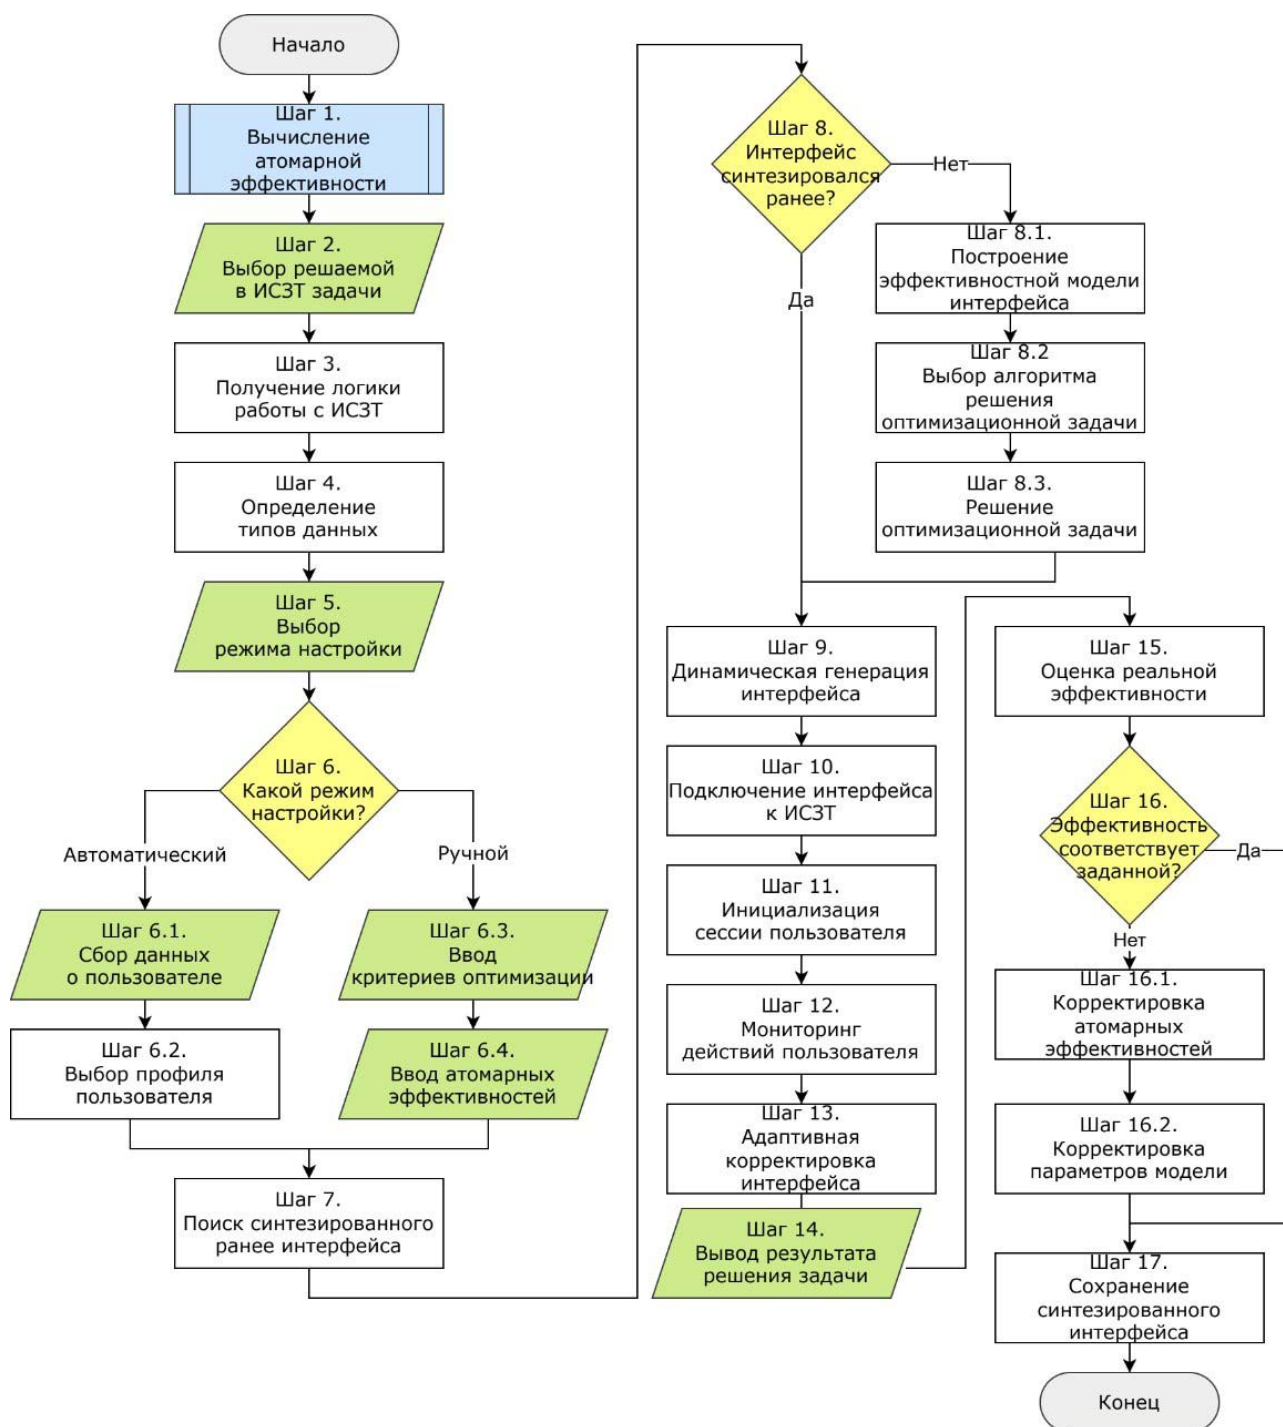 Начало
Шаг 1.
Вычисление
атомарной
эффективности
Шаг 2.
Выбор решаемой
в ИСЗТ задачи
Шаг 3.
Получение логики
работы с ИСЗТ
Шаг 4.
Определение
типов данных
Шаг 5.
Выбор
режима настройки
Шаг 6.
Какой режим
настройки?
Автоматический
Ручной
Шаг 6.1.
Сбор данных
о пользователе
Шаг 6.2.
Выбор профиля
пользователя
Шаг 6.3.
Ввод
критериев оптимизации
Шаг 6.4.
Ввод атомарных
эффективностей
Шаг 7.
Поиск синтезированного
ранее интерфейса
Шаг 8.
Интерфейс
синтезировался
ранее?
Нет
Да
Шаг 8.1.
Построение
эффективностной модели
интерфейса
Шаг 8.2
Выбор алгоритма
решения
оптимизационной задачи
Шаг 8.3.
Решение
оптимизационной задачи
Шаг 9.
Динамическая генерация
интерфейса
Шаг 10.
Подключение интерфейса
к ИСЗТ
Шаг 11.
Инициализация
сессии пользователя
Шаг 12.
Мониторинг
действий пользователя
Шаг 13.
Адаптивная
корректировка
интерфейса
Шаг 14.
Вывод результата
решения задачи
Шаг 15.
Оценка реальной
эффективности
Шаг 16.
Эффективность
соответствует
заданной?
Да
Нет
Шаг 16.1.
Корректировка
атомарных
эффективностей
Шаг 16.2.
Корректировка
параметров модели
Шаг 17.
Сохранение
синтезированного
интерфейса
Конец